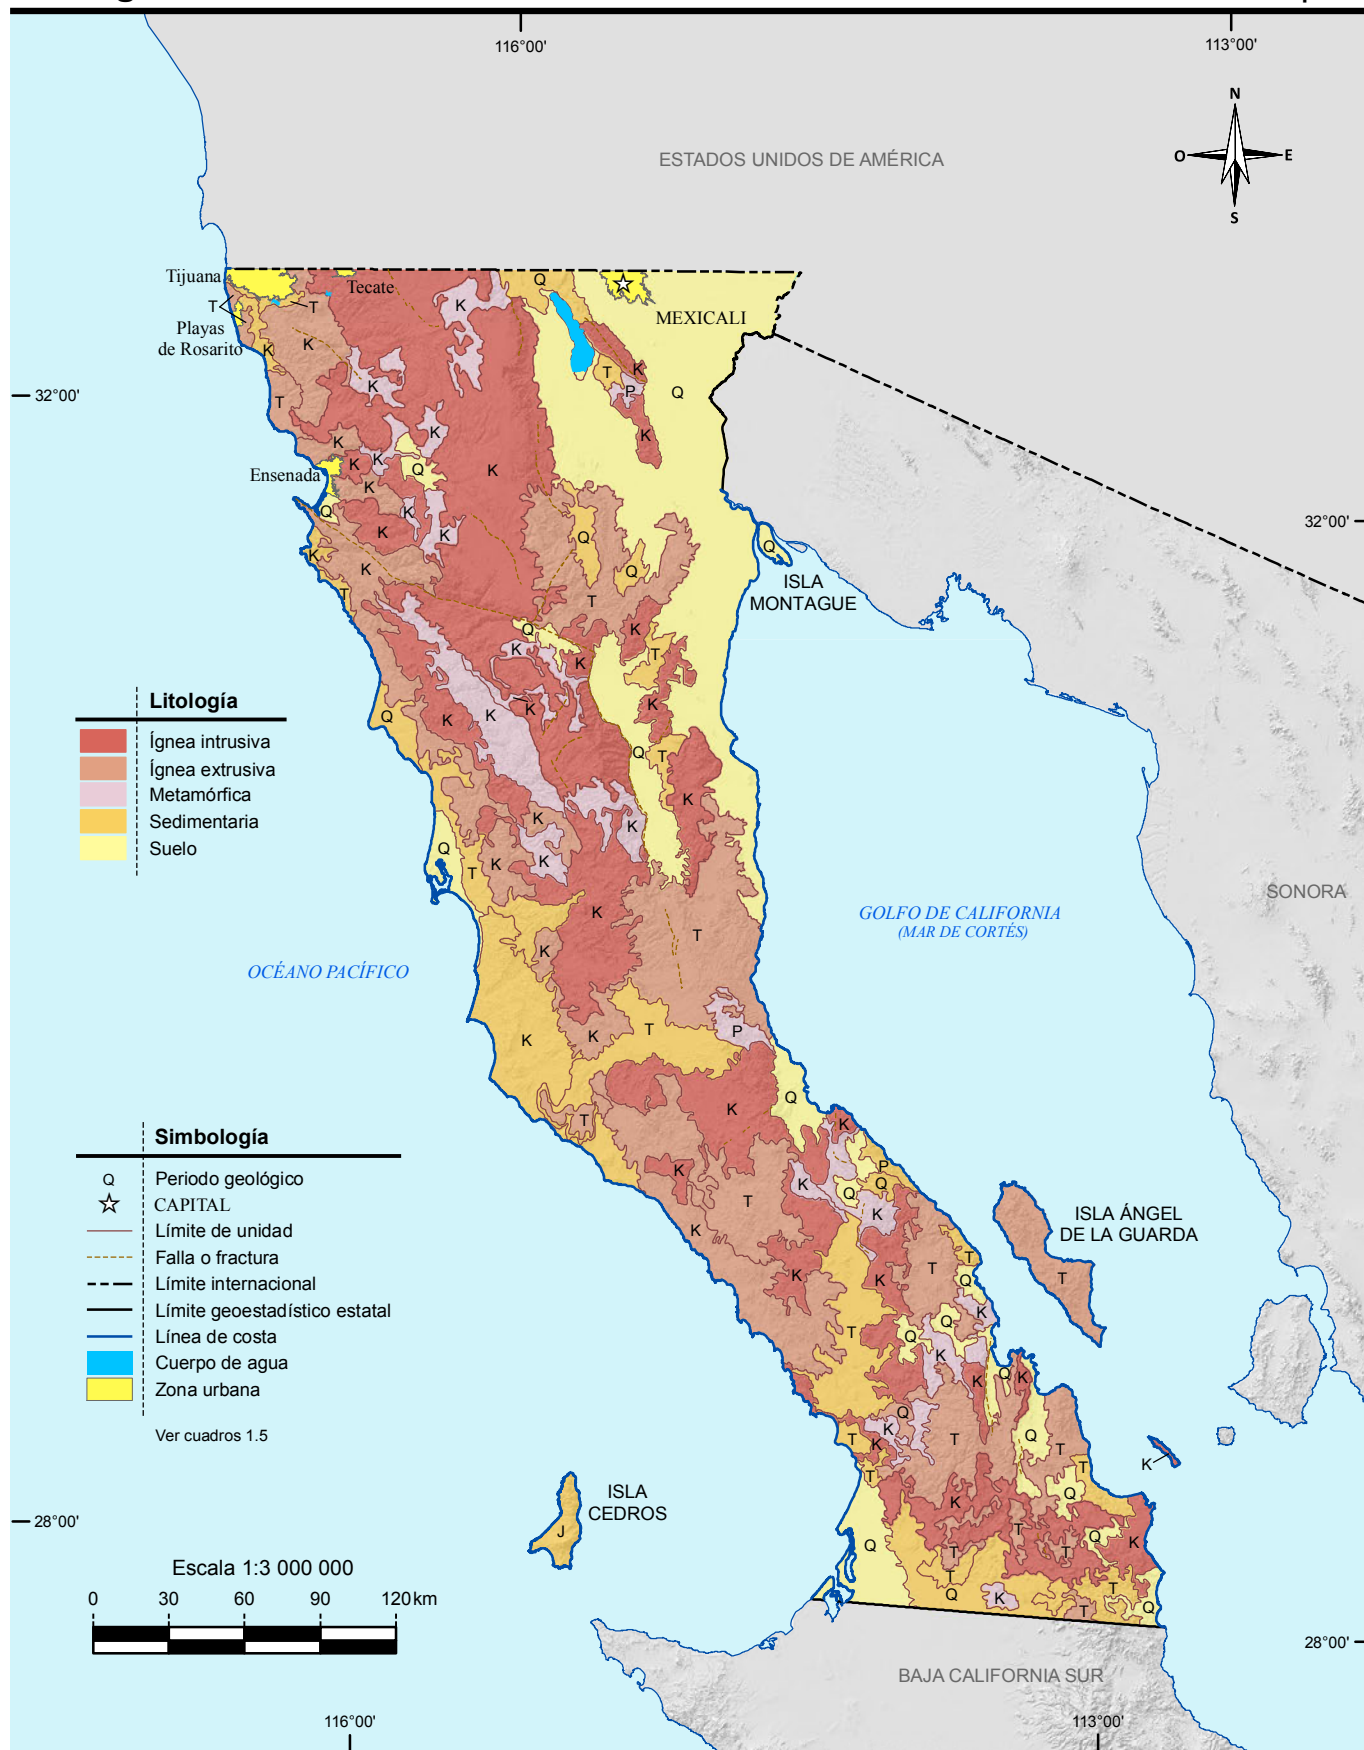 116°00'
113°00'
N
O
E
S
ESTADOS UNIDOS DE AMÉRICA
Tijuana
Tecate
MEXICALI
Playas
de Rosarito
32°00'
Ensenada
32°00'
ISLA
MONTAGUE
Litología
Ígnea intrusiva
Ígnea extrusiva
Metamórfica
Sedimentaria
Suelo
SONORA
GOLFO DE CALIFORNIA
(MAR DE CORTÉS)
OCÉANO PACÍFICO
Simbología
Q Periodo geológico
CAPITAL
Límite de unidad
Falla o fractura
Límite internacional
Límite geoestadístico estatal
Línea de costa
Cuerpo de agua
Zona urbana
Ver cuadros 1.5
ISLA ÁNGEL
DE LA GUARDA
ISLA
CEDROS
J
28°00'
Escala 1:3 000 000
0 30 60 90 120 km
28°00'
BAJA CALIFORNIA SUR
116°00'
113°00'